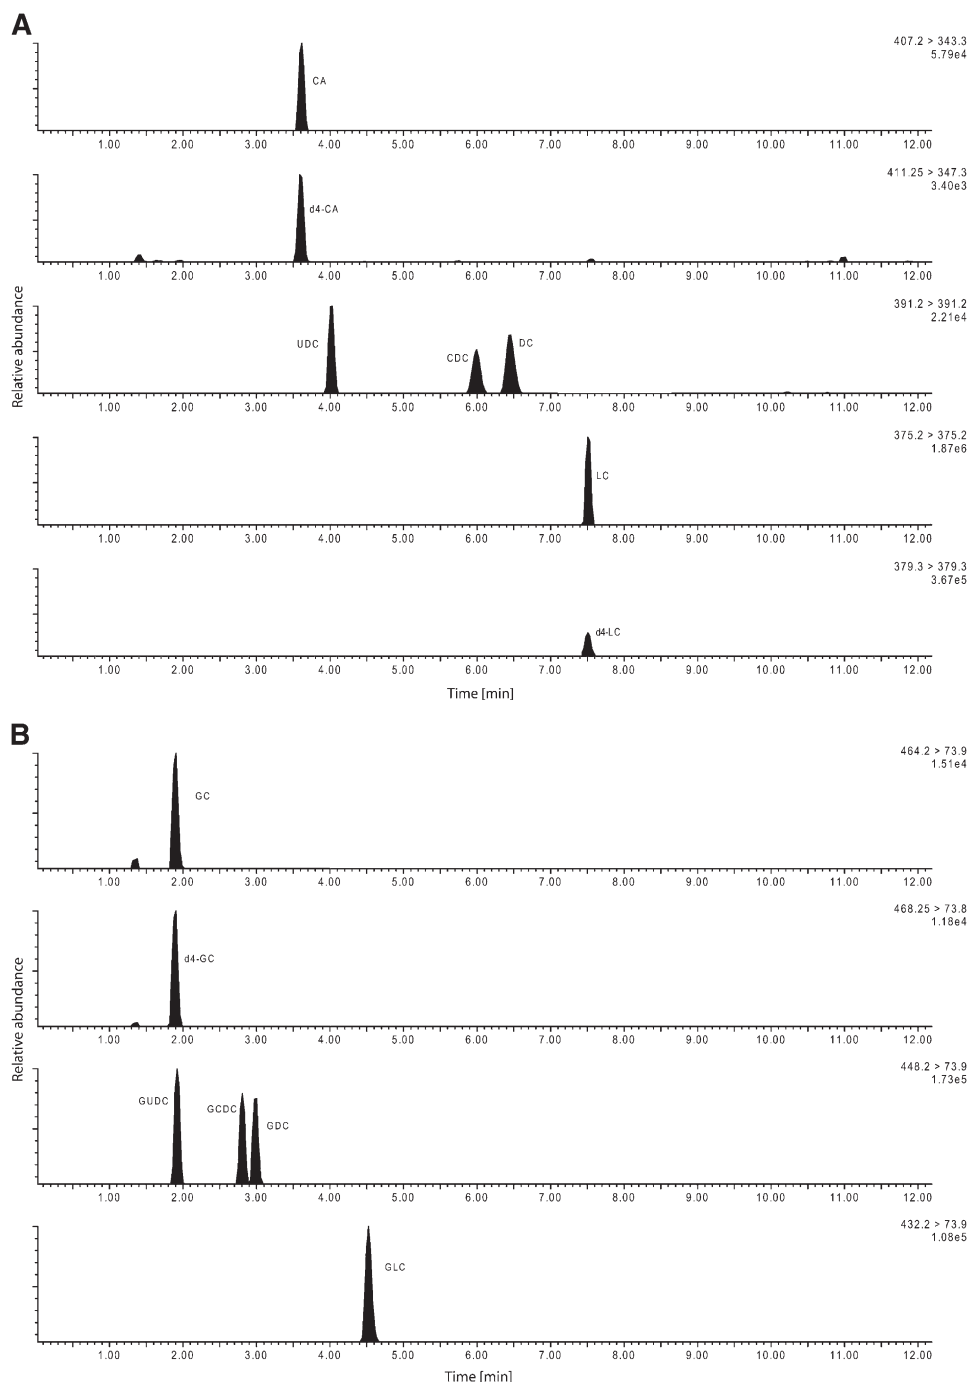 A
407.2 > 343.3
5.79e4
CA
1.00 2.00 3.00 4.00 5.00 6.00 7.00 8.00 9.00 10.00 11.00 12.00
411.25 > 347.3
3.40e3
d4-CA
1.00 2.00 3.00 4.00 5.00 6.00 7.00 8.00 9.00 10.00 11.00 12.00
Relative abundance
391.2 > 391.2
2.21e4
UDC CDC DC
1.00 2.00 3.00 4.00 5.00 6.00 7.00 8.00 9.00 10.00 11.00 12.00
375.2 > 375.2
1.87e6
LC
1.00 2.00 3.00 4.00 5.00 6.00 7.00 8.00 9.00 10.00 11.00 12.00
379.3 > 379.3
3.67e5
d4-LC
1.00 2.00 3.00 4.00 5.00 6.00 7.00 8.00 9.00 10.00 11.00 12.00
Time [min]
B
464.2 > 73.9
1.51e4
GC
1.00 2.00 3.00 4.00 5.00 6.00 7.00 8.00 9.00 10.00 11.00 12.00
468.25 > 73.8
1.18e4
d4-GC
1.00 2.00 3.00 4.00 5.00 6.00 7.00 8.00 9.00 10.00 11.00 12.00
Relative abundance
448.2 > 73.9
1.73e5
GUDC GCDC GDC
1.00 2.00 3.00 4.00 5.00 6.00 7.00 8.00 9.00 10.00 11.00 12.00
432.2 > 73.9
1.08e5
GLC
1.00 2.00 3.00 4.00 5.00 6.00 7.00 8.00 9.00 10.00 11.00 12.00
Time [min]